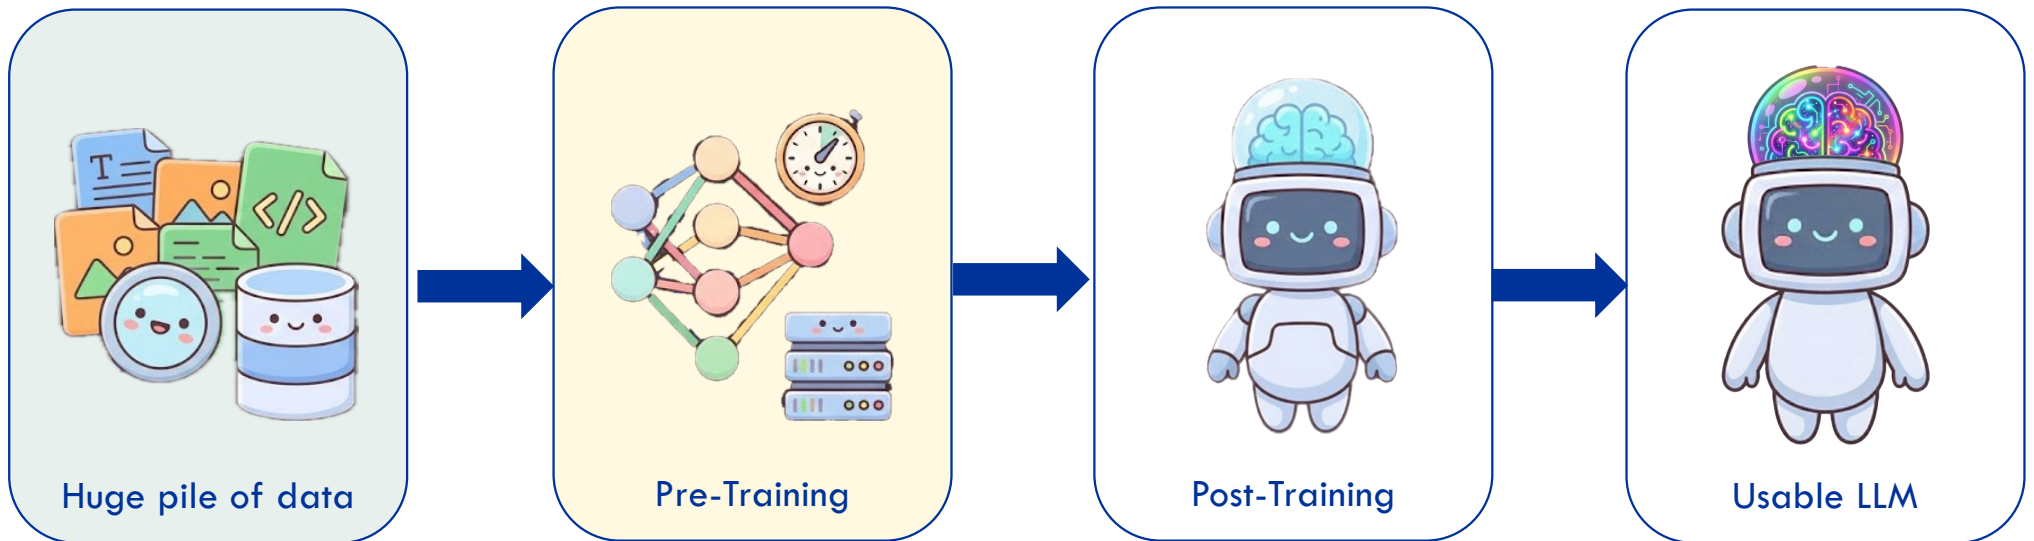 T
</>
Huge pile of data
Pre-Training
Post-Training
Usable LLM